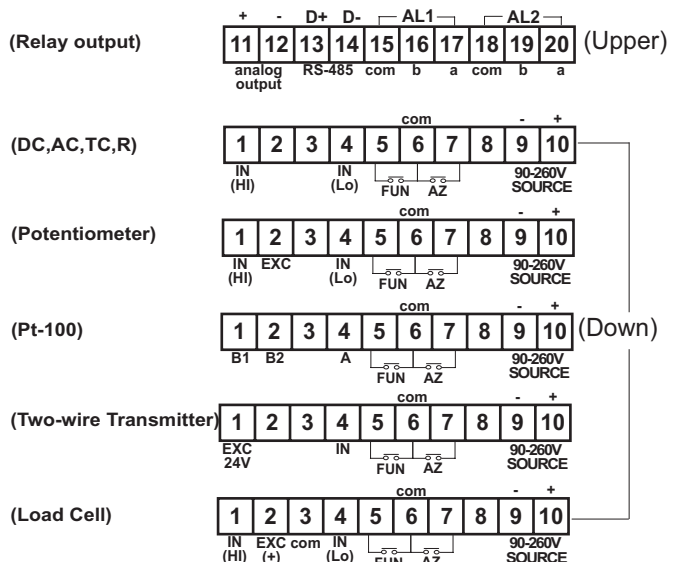 + - D+ D- AL1 AL2
(Relay output) 11 12 13 14 15 16 17 18 19 20 (Upper)
analog RS-485 com b a com b a
output
com - +
(DC,AC,TC,R) 1 2 3 4 5 6 7 8 9 10
IN IN 90-260V
(HI) (Lo) FUN AZ SOURCE
com - +
(Potentiometer) 1 2 3 4 5 6 7 8 9 10
IN EXC IN 90-260V
(HI) (Lo) FUN AZ SOURCE
com - +
(Pt-100) 1 2 3 4 5 6 7 8 9 10 (Down)
B1 B2 A 90-260V
FUN AZ SOURCE
com - +
(Two-wire Transmitter) 1 2 3 4 5 6 7 8 9 10
EXC IN 90-260V
24V FUN AZ SOURCE
com - +
(Load Cell) 1 2 3 4 5 6 7 8 9 10
IN EXC com IN 90-260V
(HI) (+) (Lo) FUN AZ SOURCE